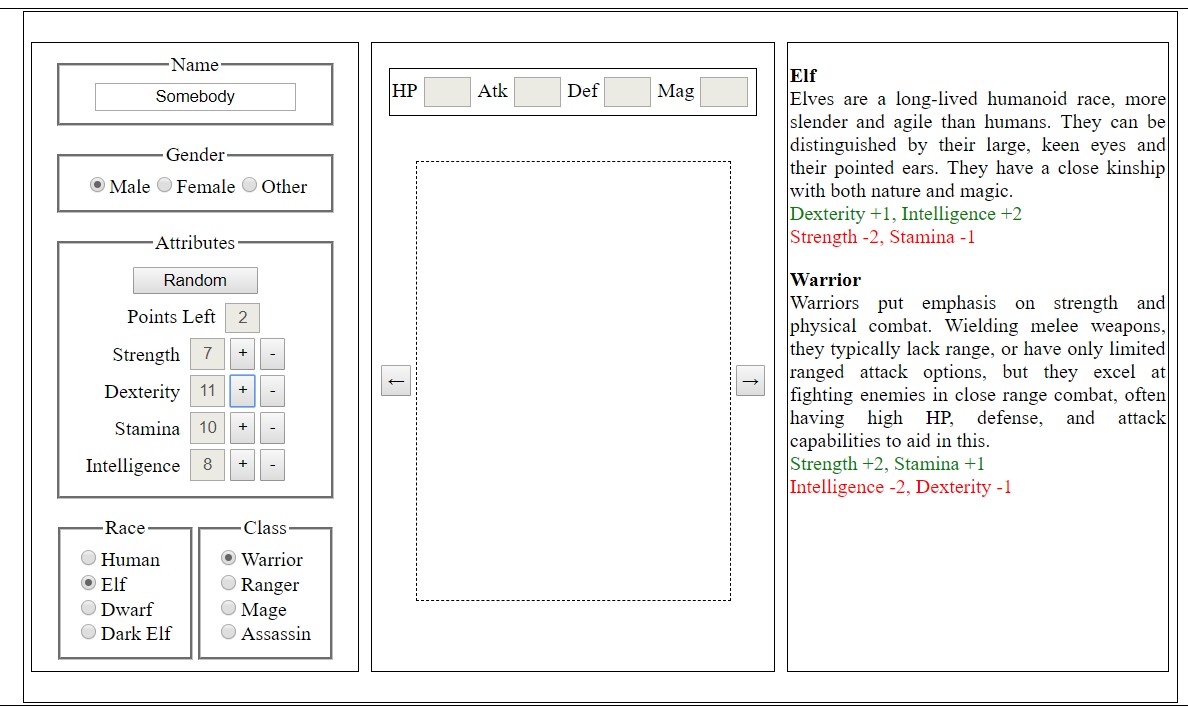 Name
Somebody
Gender
Male Female Other
Attributes
Random
Points Left 2
Strength 7 + -
Dexterity 11 + -
Stamina 10 + -
Intelligence 8 + -
Race
Human
Elf
Dwarf
Dark Elf
Class
Warrior
Ranger
Mage
Assassin
HP Atk Def Mag
← →
Elf
Elves are a long-lived humanoid race, more
slender and agile than humans. They can be
distinguished by their large, keen eyes and
their pointed ears. They have a close kinship
with both nature and magic.
Dexterity +1, Intelligence +2
Strength -2, Stamina -1
Warrior
Warriors put emphasis on strength and
physical combat. Wielding melee weapons,
they typically lack range, or have only limited
ranged attack options, but they excel at
fighting enemies in close range combat, often
having high HP, defense, and attack
capabilities to aid in this.
Strength +2, Stamina +1
Intelligence -2, Dexterity -1